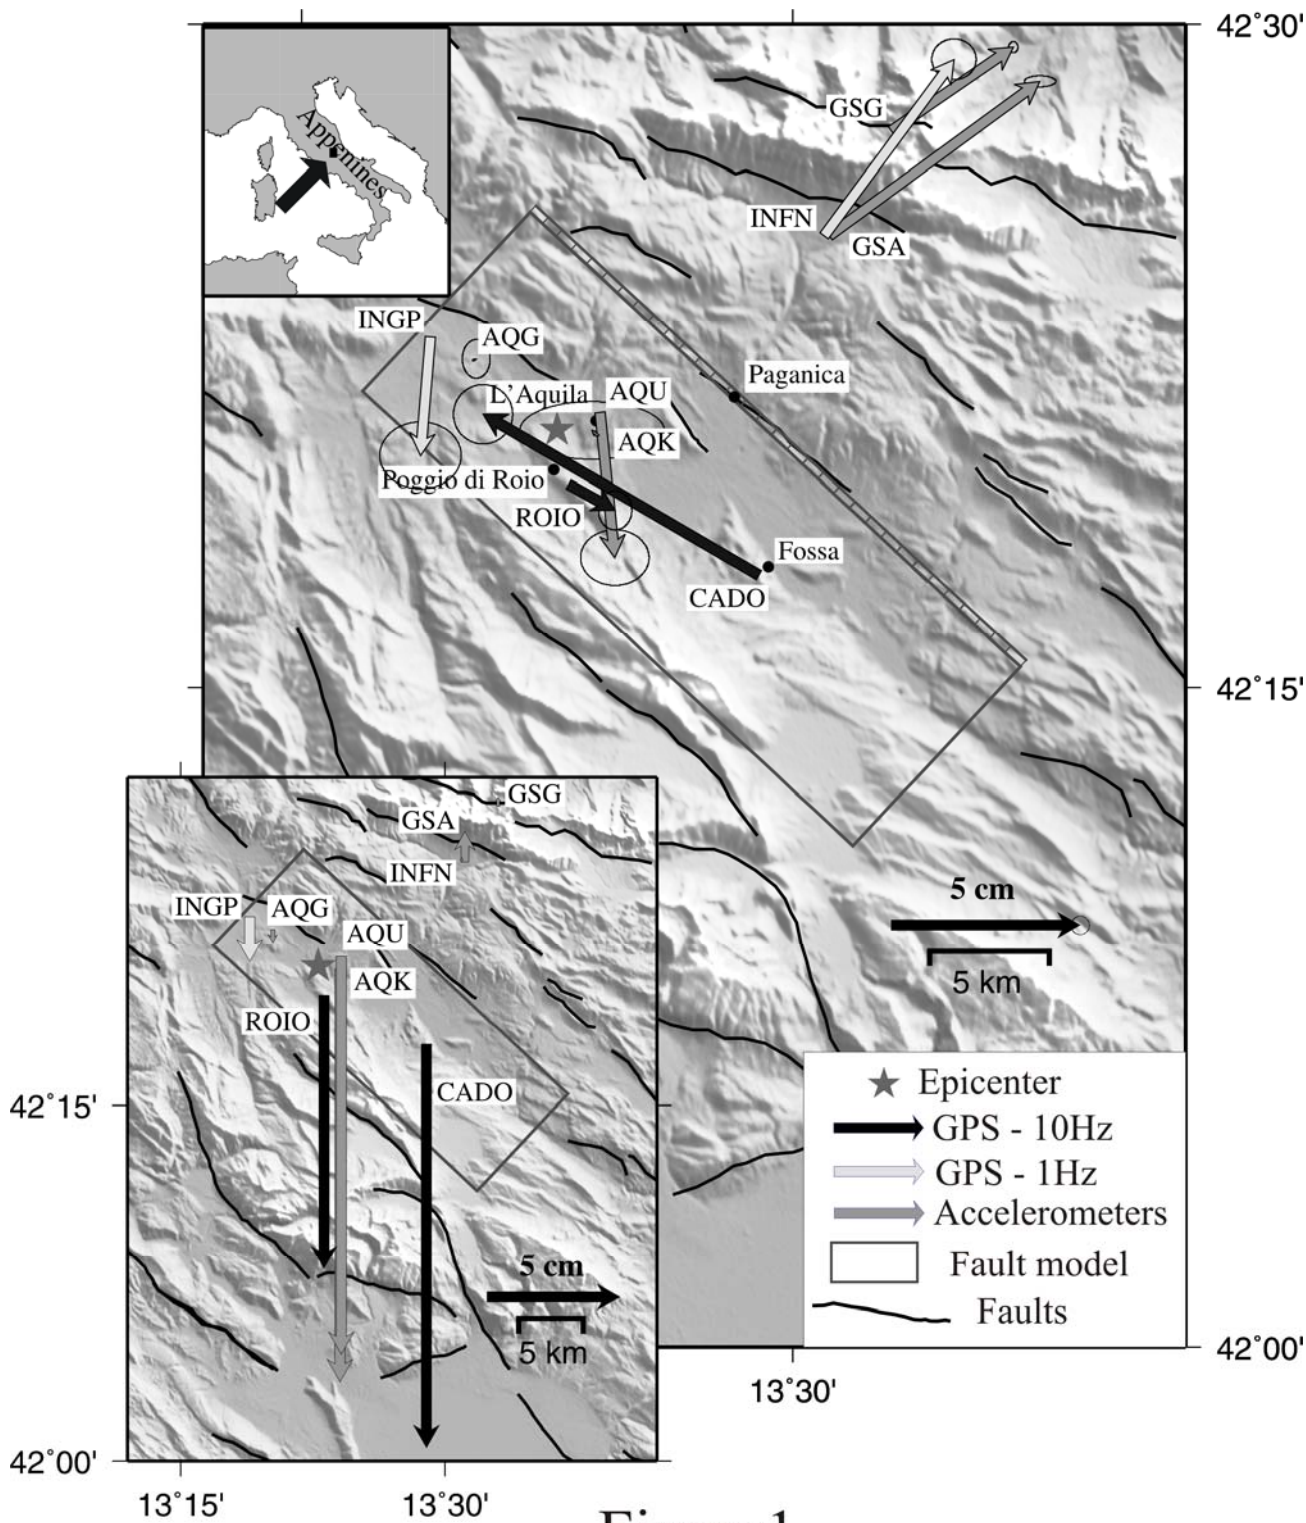 42°30'
Appenines
GSG
INFN
GSA
INGP
AQG
L'Aquila
AQU
Paganica
AQK
Poggio di Roio
ROIO
Fossa
CADO
42°15'
5 cm
5 km
Epicenter
GPS - 10Hz
GPS - 1Hz
Accelerometers
Fault model
Faults
42°00'
13°30'
GSG
GSA
INFN
INGP
AQG
AQU
AQK
ROIO
CADO
42°15'
5 cm
5 km
42°00'
13°15'
13°30'